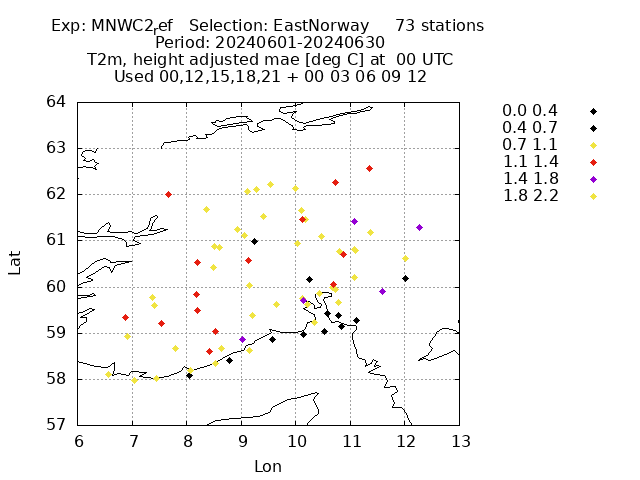 Exp: MNWC2_ref   Selection: EastNorway     73 stations
Period: 20240601-20240630
T2m, height adjusted mae [deg C] at  00 UTC
Used 00,12,15,18,21 + 00 03 06 09 12
0.0 0.4
0.4 0.7
0.7 1.1
1.1 1.4
1.4 1.8
1.8 2.2
64
63
62
61
60
59
58
57
Lat
6 7 8 9 10 11 12 13
Lon